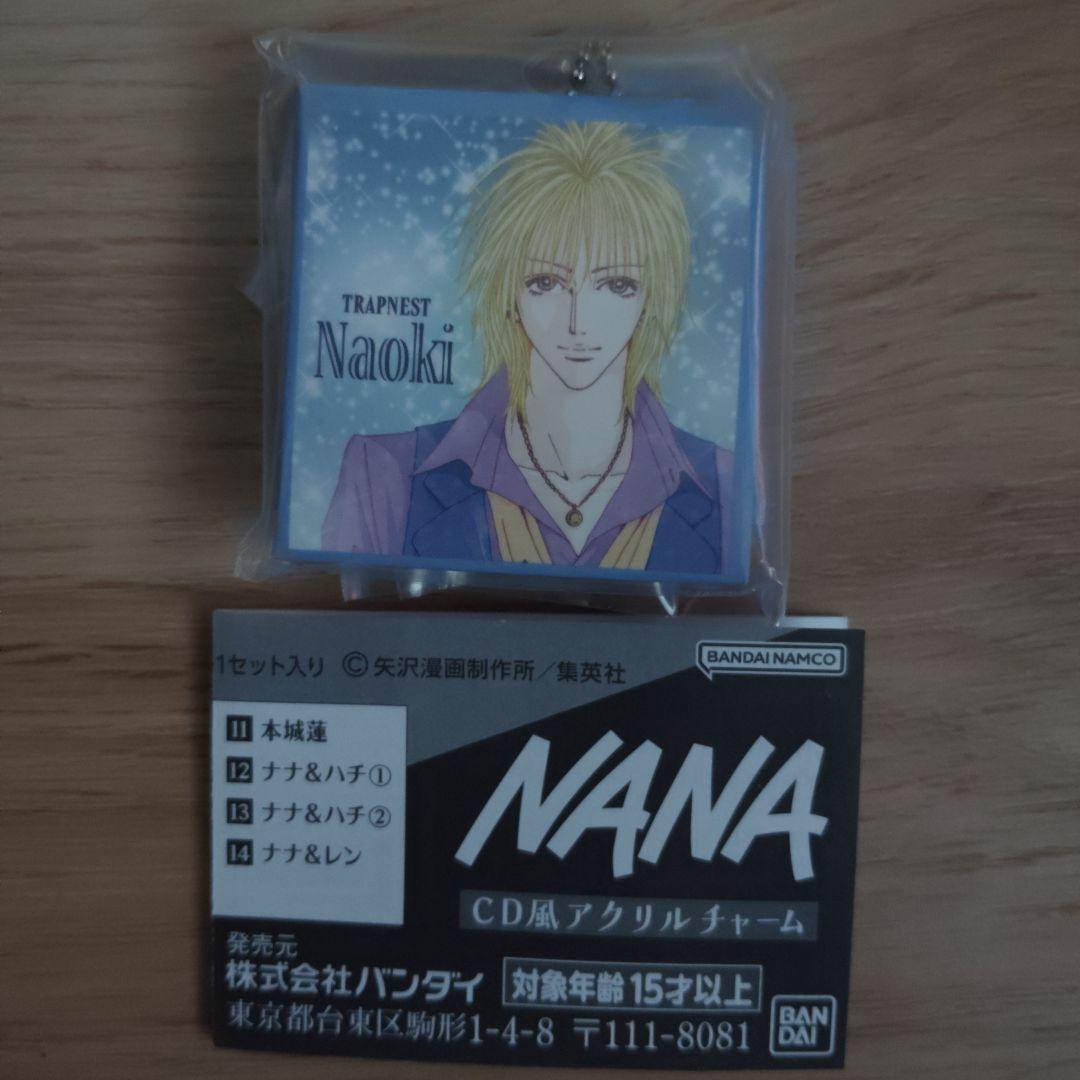 TRAPNEST
Naoki
1セット入り ©矢沢漫画制作所/集英社
BANDAI NAMCO
11 本城蓮
12 ナナ&ハチ①
13 ナナ&ハチ②
14 ナナ&レン
NANA
CD風アクリルチャーム
発売元
株式会社バンダイ 対象年齢15才以上
東京都台東区駒形1-4-8 〒111-8081
BAN
DAI